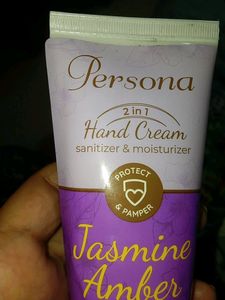 Persona
2 in 1
Hand Cream
sanitizer & moisturizer
PROTECT
& PAMPER
Jasmine
Amber